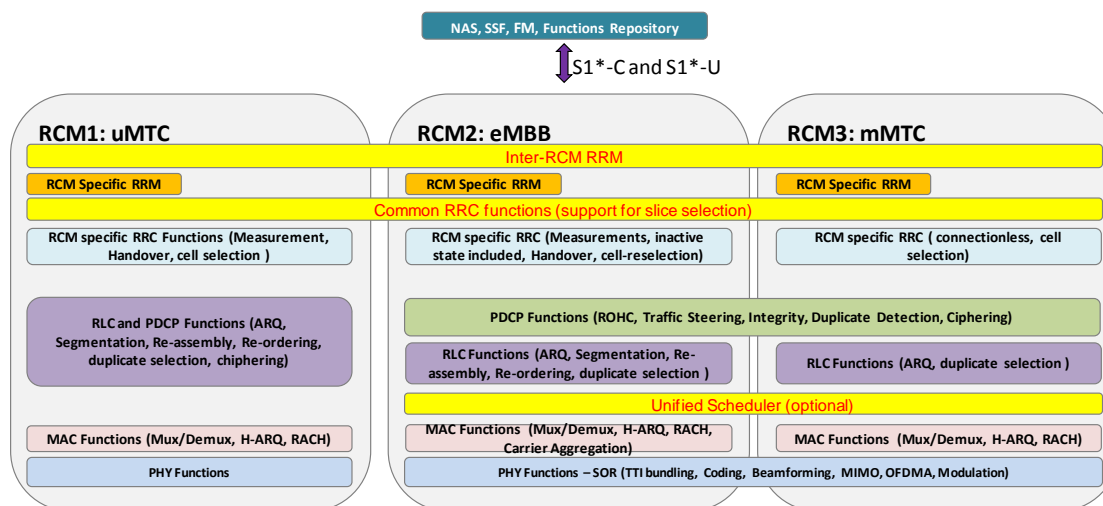 NAS, SSF, FM, Functions Repository
S1*-C and S1*-U
RCM1: uMTC
RCM2: eMBB
RCM3: mMTC
Inter-RCM RRM
RCM Specific RRM
RCM Specific RRM
RCM Specific RRM
Common RRC functions (support for slice selection)
RCM specific RRC Functions (Measurement,
Handover, cell selection )
RCM specific RRC (Measurements, inactive
state included, Handover, cell-reselection)
RCM specific RRC ( connectionless, cell
selection)
RLC and PDCP Functions (ARQ,
Segmentation, Re-assembly, Re-ordering,
duplicate selection, chiphering)
PDCP Functions (ROHC, Traffic Steering, Integrity, Duplicate Detection, Ciphering)
RLC Functions (ARQ, Segmentation, Re-
assembly, Re-ordering, duplicate selection )
RLC Functions (ARQ, duplicate selection )
Unified Scheduler (optional)
MAC Functions (Mux/Demux, H-ARQ, RACH)
MAC Functions (Mux/Demux, H-ARQ, RACH,
Carrier Aggregation)
MAC Functions (Mux/Demux, H-ARQ, RACH)
PHY Functions
PHY Functions – SOR (TTI bundling, Coding, Beamforming, MIMO, OFDMA, Modulation)